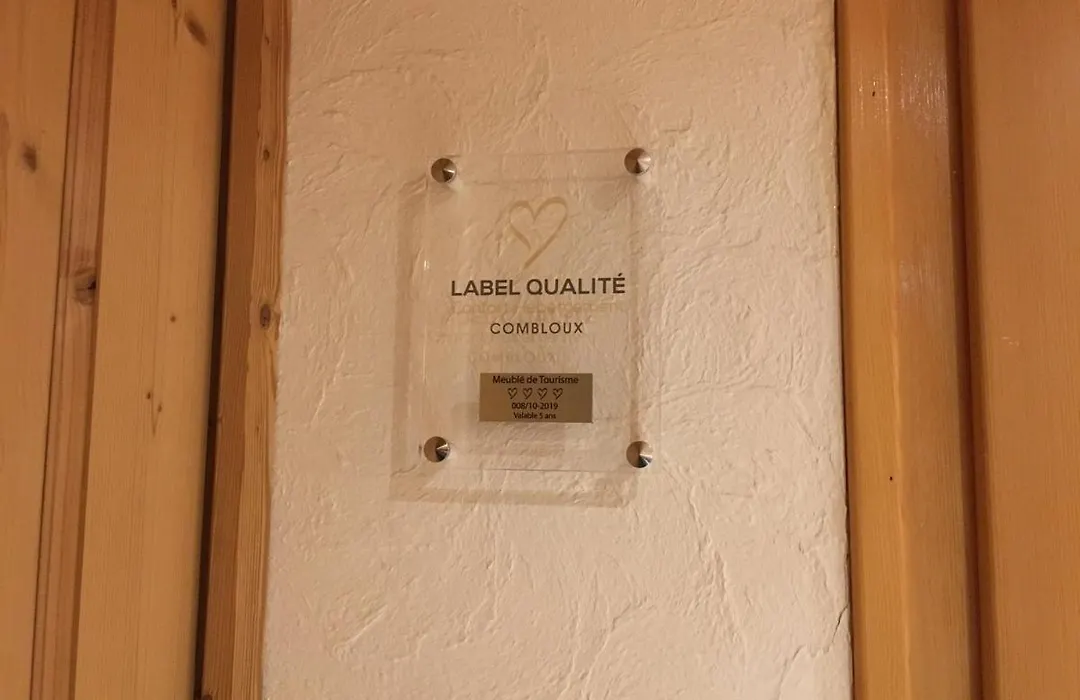 LABEL QUALITÉ
COMBLOUX
Meublé de Tourisme
008/10-2019
Valable 5 ans